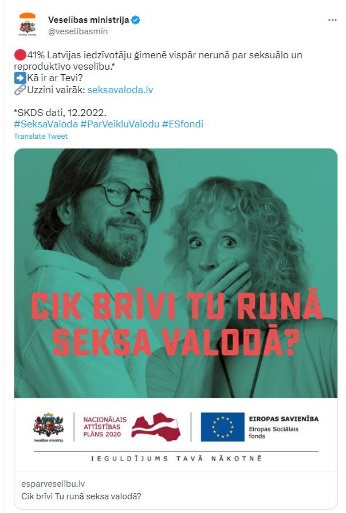 Veselības ministrija
@veselibasmin
41% Latvijas iedzīvotāju ģimenē vispār nerunā par seksuālo un
reproduktīvo veselību.*
Kā ir ar Tevi?
Uzzini vairāk: seksavaloda.lv
*SKDS dati, 12.2022.
#SeksaValoda #ParVeikluValodu #ESfondi
Translate Tweet
CIK BRĪVI TU RUNĀ
SEKSA VALODĀ?
Veselības ministrija
NACIONĀLAIS
ATTĪSTĪBAS
PLĀNS 2020
EIROPAS SAVIENĪBA
Eiropas Sociālais
fonds
IEGULDĪJUMS TAVĀ NĀKOTNĒ
esparveselibu.lv
Cik brīvi Tu runā seksa valodā?